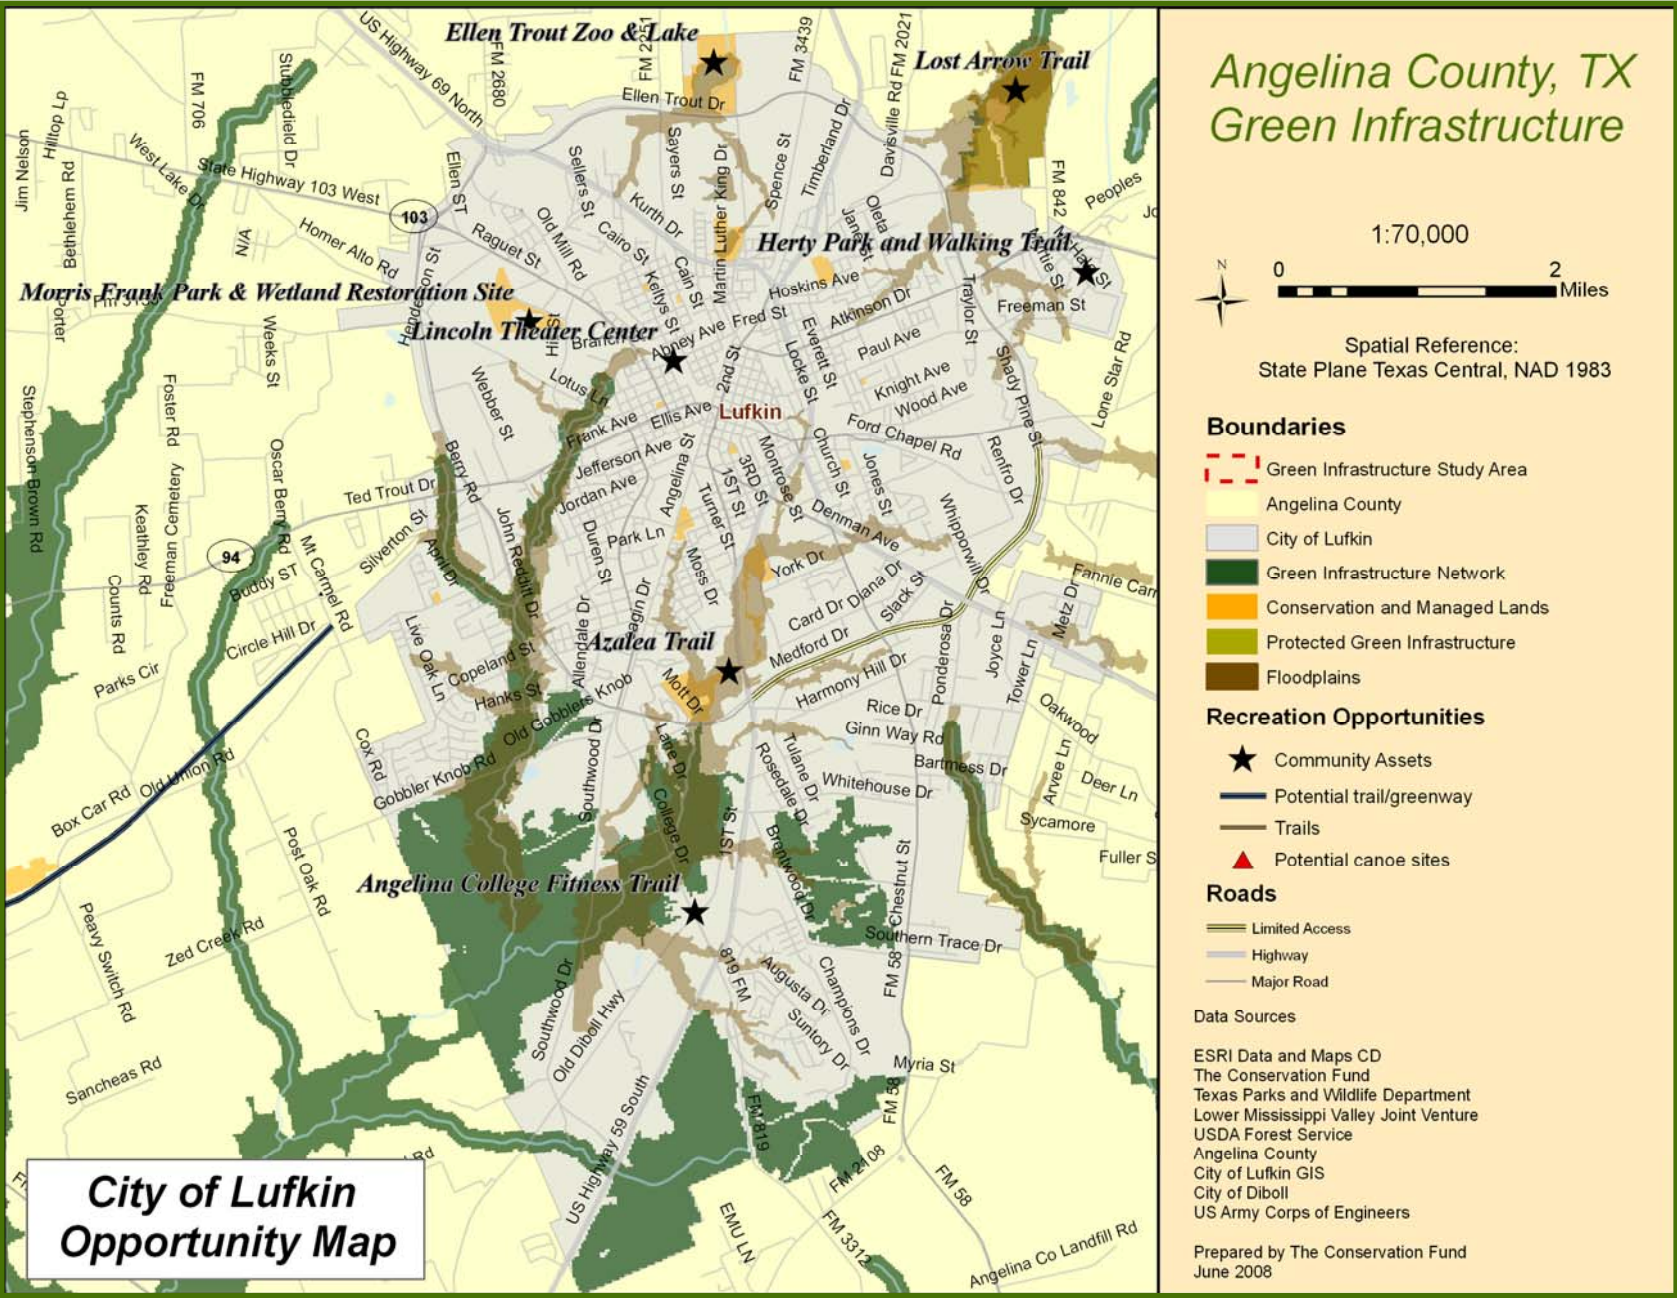 Ellen Trout Zoo & Lake
Lost Arrow Trail
US Highway 69 North
FM 2680
FM 2251
FM 3439
FM 2021
Davisville Rd
Ellen Trout Dr
Stubblefield Dr
FM 706
Hilltop Lp
Jim Nelson
Bethlehem Rd
West Lake Dr
State Highway 103 West
103
Ellen ST
Sellers St
Sayers St
Martin Luther King Dr
Spence St
Timberland Dr
FM 842
Peoples
N/A
Homer Alto Rd
Raguet St
Old Mill Rd
Kurth Dr
Cairo St
Kellys St
Cain St
Janes St
Oleta
Herty Park and Walking Trail
Henderson St
Morris Frank Park & Wetland Restoration Site
Porter
Weeks St
Lincoln Theater Center
Hill St
Abney Ave
Fred St
Hoskins Ave
Atkinson Dr
Traylor St
Freeman St
Paul Ave
Everett St
Locke St
2nd St
Knight Ave
Wood Ave
Shady Pine St
Lone Star Rd
Webber St
Lotus Ln
Frank Ave
Ellis Ave
Lufkin
Jefferson Ave
Jordan Ave
Angelina St
Ford Chapel Rd
Renfro Dr
Stephenson Brown Rd
Foster Rd
Oscar Berry Rd
Ted Trout Dr
Berry Rd
John Redditt Dr
Duren St
Park Ln
Turner St
1ST St
3RD St
Montrose St
Church St
Jones St
Denman Ave
Whipporwill Dr
Keathley Rd
Freeman Cemetery
94
Buddy ST
Mt Carmel Rd
Silverton St
April Dr
Moss Dr
York Dr
Card Dr
Diana Dr
Slack St
Medford Dr
Fannie Carr
Metz Dr
Counts Rd
Circle Hill Dr
Parks Cir
Live Oak Ln
Copeland St
Hanks St
Allendale Dr
Azalea Trail
Mott Dr
Harmony Hill Dr
Ponderosa Dr
Joyce Ln
Tower Ln
Oakwood
Old Gobblers Knob
Rice Dr
Ginn Way Rd
Bartmess Dr
Cox Rd
Gobbler Knob Rd
Southwood Dr
Lane Dr
College Dr
1ST St
Tulane Dr
Rosedale Dr
Whitehouse Dr
Brentwood Dr
Arvee Ln
Deer Ln
Sycamore
Fuller S
Box Car Rd
Old Union Rd
Post Oak Rd
Angelina College Fitness Trail
Chestnut St
Southern Trace Dr
FM 58
Peavy Switch Rd
Zed Creek Rd
819 FM
Augusta Dr
Champions Dr
Suntory Dr
Southwood Dr
Old Diboll Hwy
Sancheas Rd
Myria St
FM 58
FM 819
US Highway 59 South
FM 2108
FM 58
FM 3312
EMU LN
Angelina Co Landfill Rd
Rd
City of Lufkin
Opportunity Map
Angelina County, TX
Green Infrastructure
1:70,000
N
0 2
Miles
Spatial Reference:
State Plane Texas Central, NAD 1983
Boundaries
Green Infrastructure Study Area
Angelina County
City of Lufkin
Green Infrastructure Network
Conservation and Managed Lands
Protected Green Infrastructure
Floodplains
Recreation Opportunities
Community Assets
Potential trail/greenway
Trails
Potential canoe sites
Roads
Limited Access
Highway
Major Road
Data Sources
ESRI Data and Maps CD
The Conservation Fund
Texas Parks and Wildlife Department
Lower Mississippi Valley Joint Venture
USDA Forest Service
Angelina County
City of Lufkin GIS
City of Diboll
US Army Corps of Engineers
Prepared by The Conservation Fund
June 2008